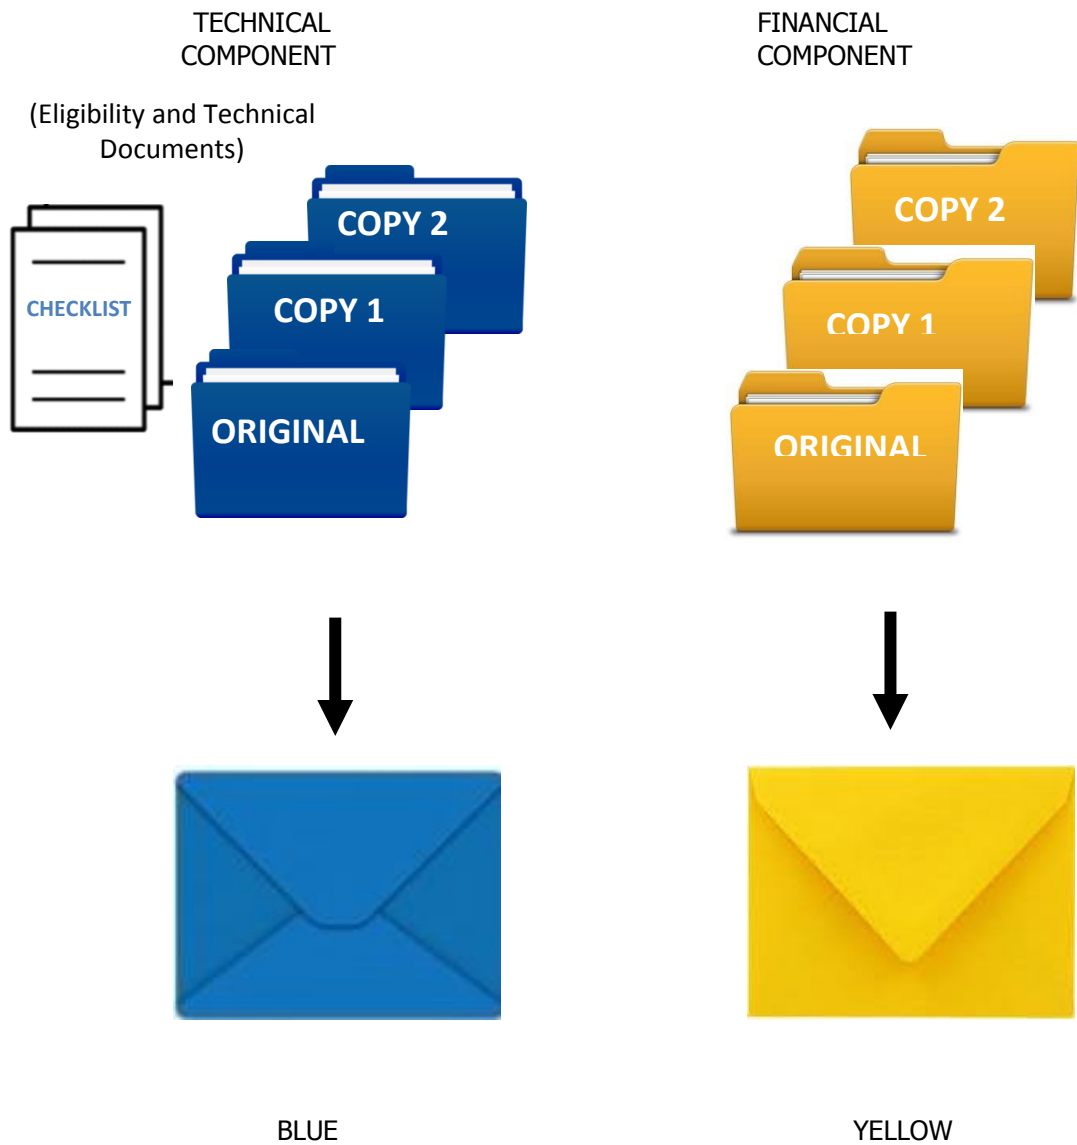 TECHNICAL
COMPONENT
(Eligibility and Technical
Documents)
CHECKLIST
COPY 2
COPY 1
ORIGINAL
FINANCIAL
COMPONENT
COPY 2
COPY 1
ORIGINAL
BLUE
YELLOW